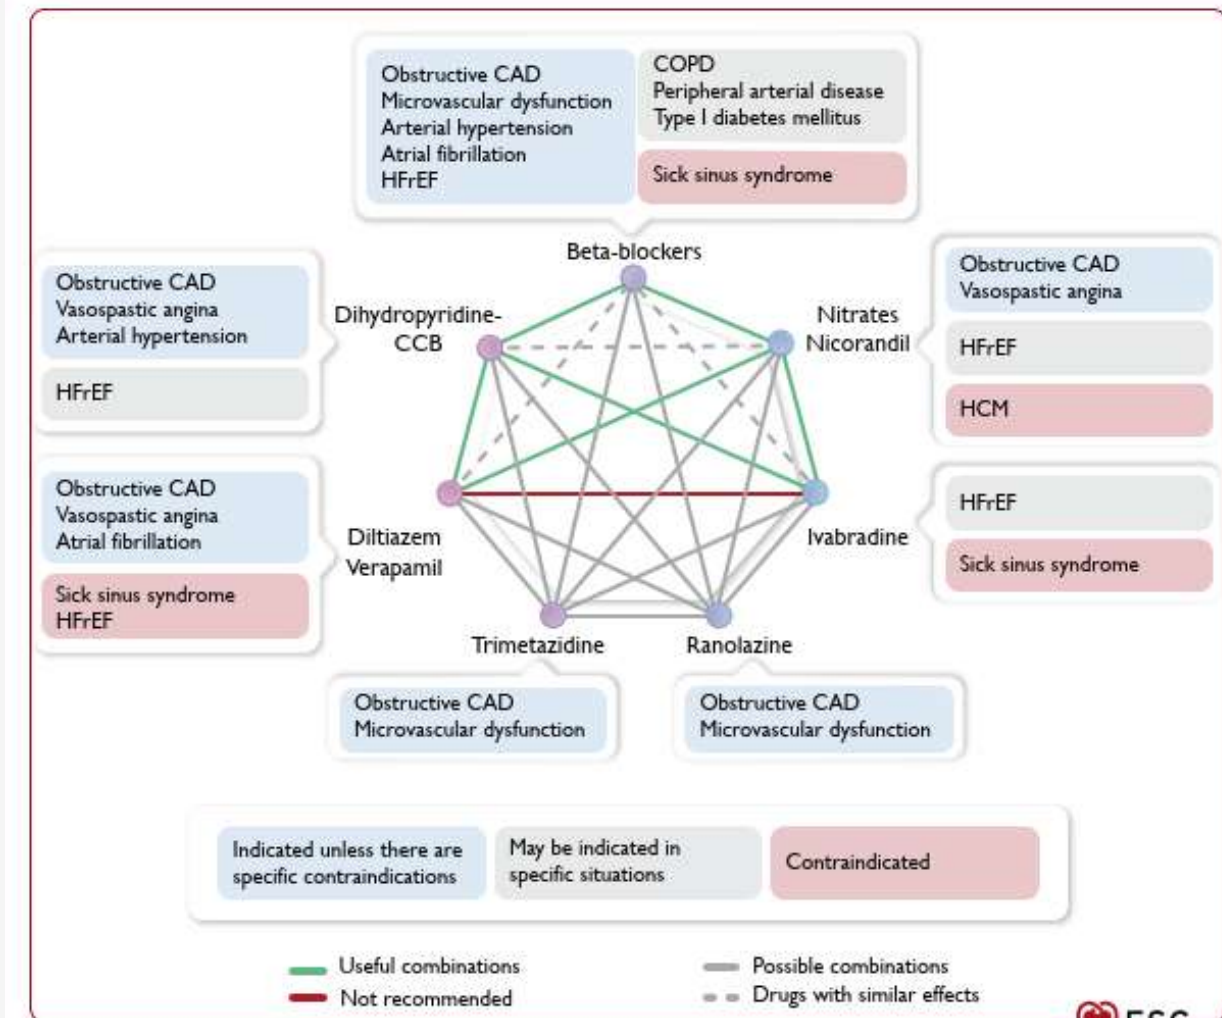 Obstructive CAD
Microvascular dysfunction
Arterial hypertension
Atrial fibrillation
HFrEF
COPD
Peripheral arterial disease
Type I diabetes mellitus
Sick sinus syndrome
Beta-blockers
Obstructive CAD
Vasospastic angina
Arterial hypertension
HFrEF
Dihydropyridine-
CCB
Nitrates
Nicorandil
Obstructive CAD
Vasospastic angina
HFrEF
HCM
Obstructive CAD
Vasospastic angina
Atrial fibrillation
Sick sinus syndrome
HFrEF
Diltiazem
Verapamil
Ivabradine
HFrEF
Sick sinus syndrome
Trimetazidine
Ranolazine
Obstructive CAD
Microvascular dysfunction
Obstructive CAD
Microvascular dysfunction
Indicated unless there are
specific contraindications
May be indicated in
specific situations
Contraindicated
Useful combinations
Not recommended
Possible combinations
Drugs with similar effects
ESC